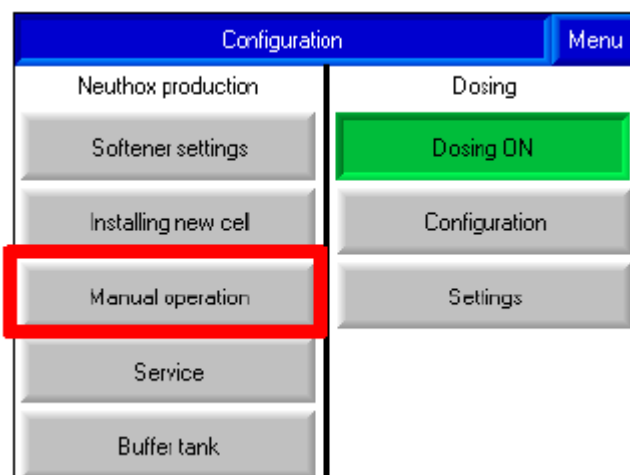 Configuration
Menu
Neuthox production
Dosing
Softener settings
Dosing ON
Installing new cell
Configuration
Manual operation
Settings
Service
Buffer tank